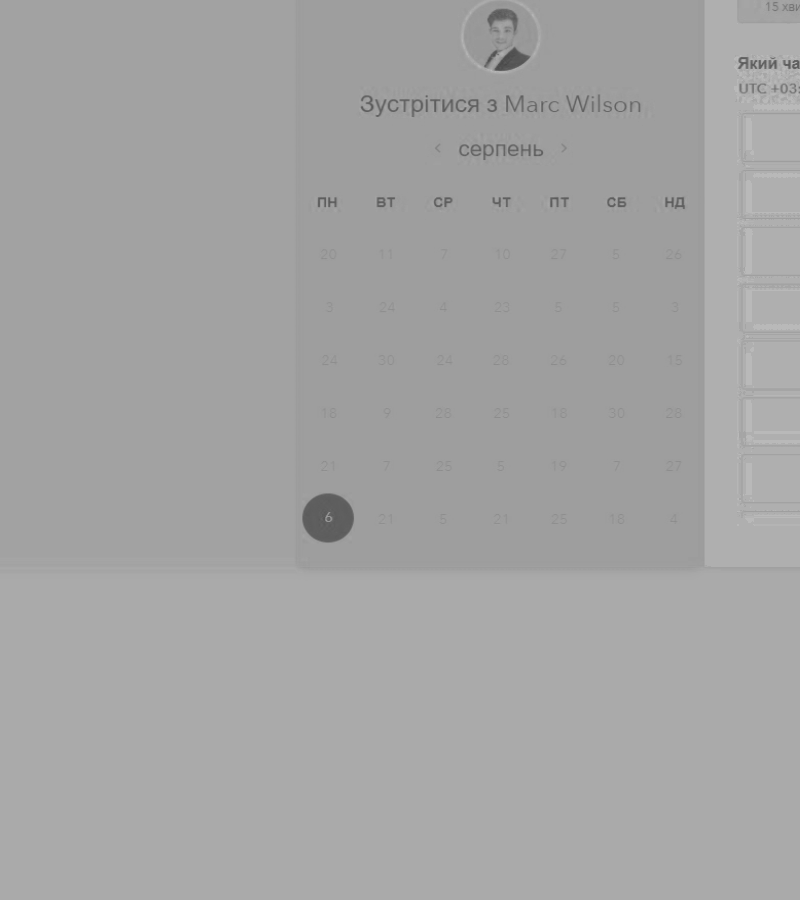 15 хви
Зустрітися з Marc Wilson
Який ча
UTC +03:
< серпень >
ПН ВТ СР ЧТ ПТ СБ НД
20 11 7 10 27 5 26
3 24 4 23 5 5 3
24 30 24 28 26 20 15
18 9 28 25 18 30 26
21 7 25 5 19 7 27
6 21 5 21 25 18 4